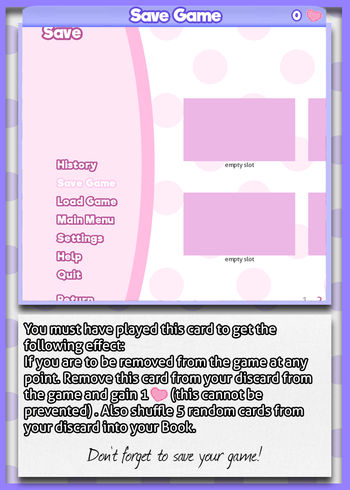 Save Game 0
Save
History
Save Game
Load Game
Main Menu
Settings
Help
Quit
Return
empty slot
empty slot
1 2
You must have played this card to get the
following effect:
If you are to be removed from the game at any
point. Remove this card from your discard from
the game and gain 1 (this cannot be
prevented) . Also shuffle 5 random cards from
your discard into your Book.
Don't forget to save your game!